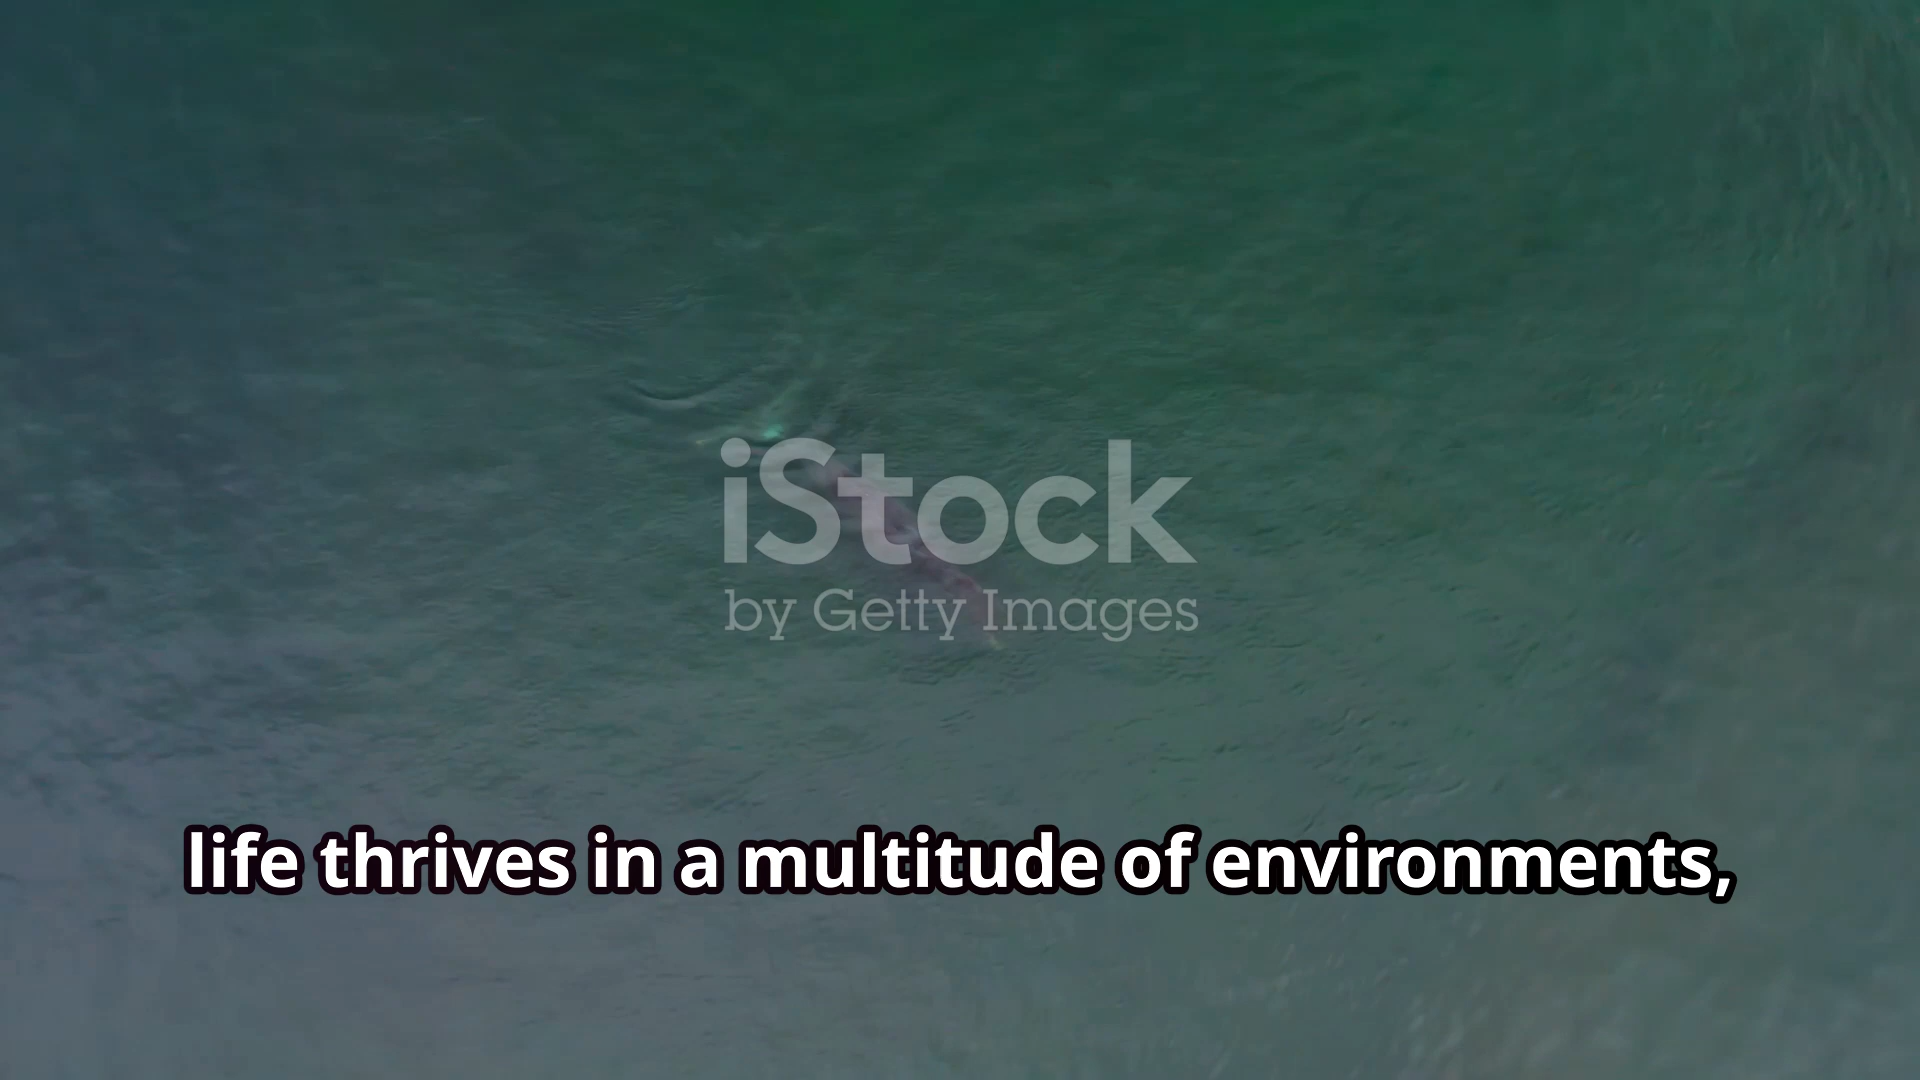 iStock
by Getty Images
life thrives in a multitude of environments,